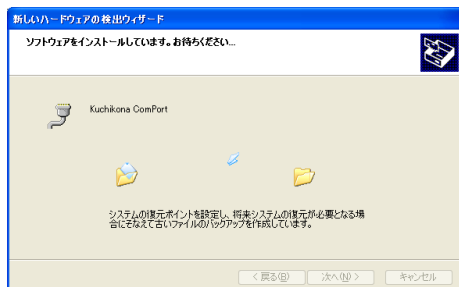 新しいハードウェアの検出ウィザード
ソフトウェアをインストールしています。お待ちください...
Kuchikona ComPort
システムの復元ポイントを設定し、将来システムの復元が必要となる場
合にそなえて古いファイルのバックアップを作成しています。
< 戻る(B) 次へ(N) > キャンセル